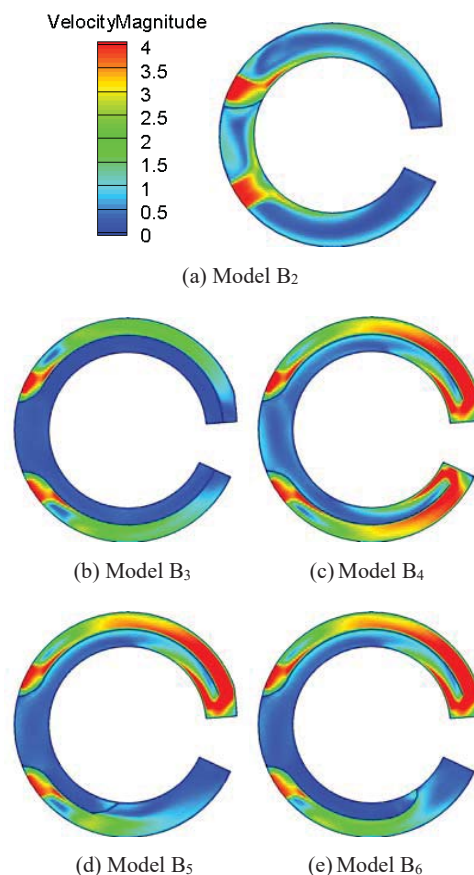 VelocityMagnitude
4
3.5
3
2.5
2
1.5
1
0.5
0
(a) Model B₂
(b) Model B₃
(c) Model B₄
(d) Model B₅
(e) Model B₆